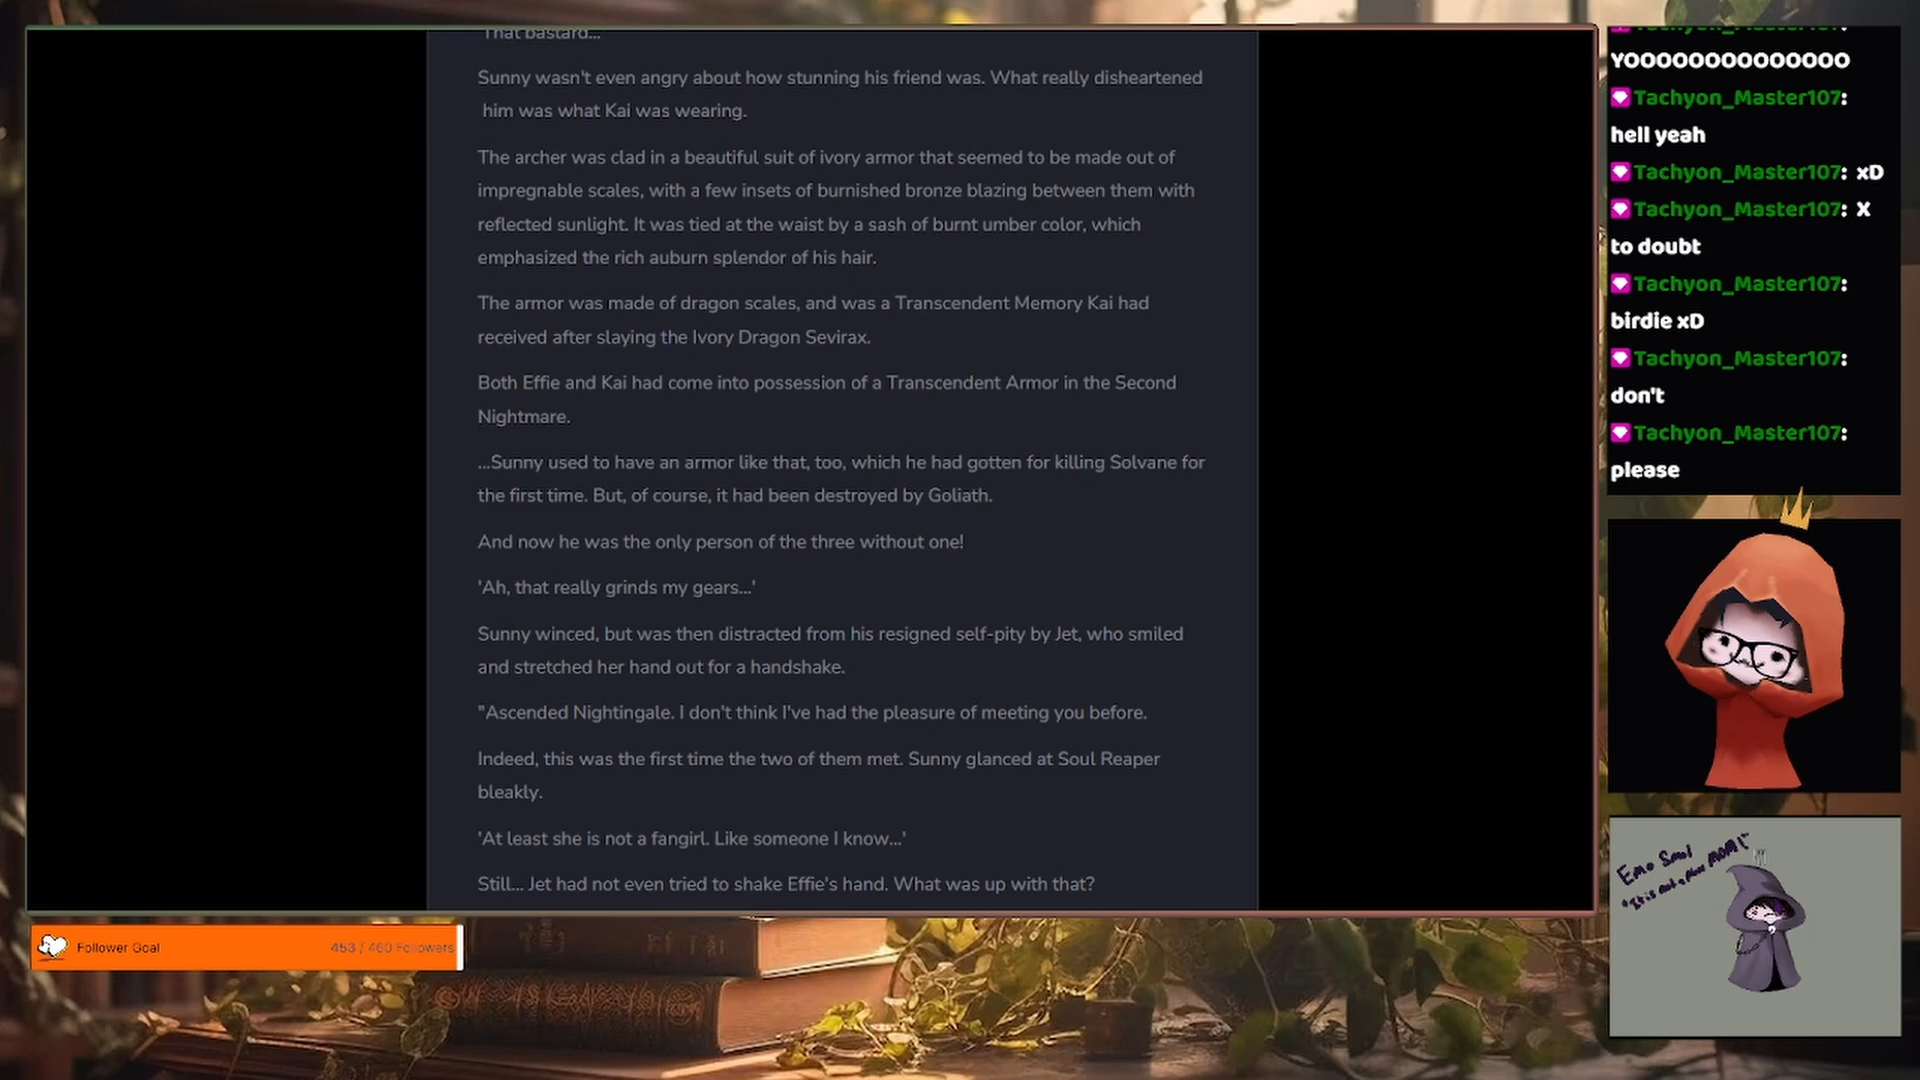 'That bastard...
Sunny wasn't even angry about how stunning his friend was. What really disheartened
him was what Kai was wearing.
The archer was clad in a beautiful suit of ivory armor that seemed to be made out of
impregnable scales, with a few insets of burnished bronze blazing between them with
reflected sunlight. It was tied at the waist by a sash of burnt umber color, which
emphasized the rich auburn splendor of his hair.
The armor was made of dragon scales, and was a Transcendent Memory Kai had
received after slaying the Ivory Dragon Sevirax.
Both Effie and Kai had come into possession of a Transcendent Armor in the Second
Nightmare.
...Sunny used to have an armor like that, too, which he had gotten for killing Solvane for
the first time. But, of course, it had been destroyed by Goliath.
And now he was the only person of the three without one!
'Ah, that really grinds my gears...'
Sunny winced, but was then distracted from his resigned self-pity by Jet, who smiled
and stretched her hand out for a handshake.
"Ascended Nightingale. I don't think I've had the pleasure of meeting you before.
Indeed, this was the first time the two of them met. Sunny glanced at Soul Reaper
bleakly.
'At least she is not a fangirl. Like someone I know...'
Still... Jet had not even tried to shake Effie's hand. What was up with that?
Follower Goal 453 / 460 Followers
Tachyon_Master107:
YOOOOOOOOOOOOOO
Tachyon_Master107:
hell yeah
Tachyon_Master107: xD
Tachyon_Master107: X
to doubt
Tachyon_Master107:
birdie xD
Tachyon_Master107:
don't
Tachyon_Master107:
please
Emo Smol
"It is not a phase MOM!"